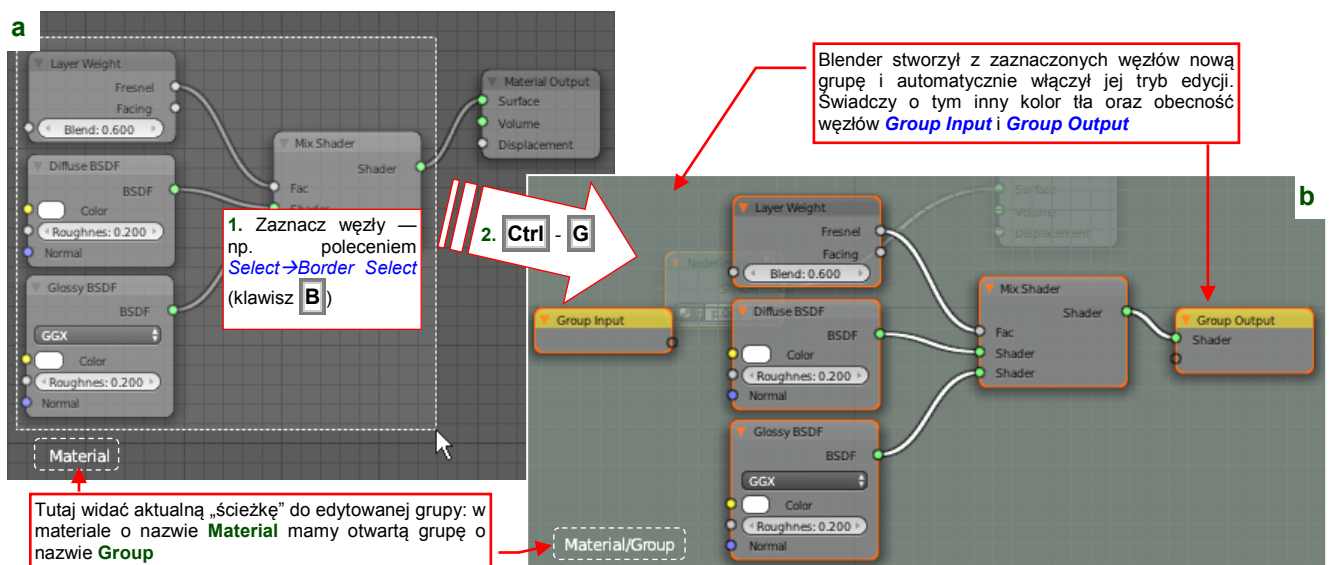 a
Layer Weight
Fresnel
Facing
Blend: 0.600
Diffuse BSDF
BSDF
Color
Roughnes: 0.200
Normal
Glossy BSDF
BSDF
GGX
Color
Roughnes: 0.200
Normal
Mix Shader
Shader
Fac
Material Output
Surface
Volume
Displacement
1. Zaznacz węzły —
np. poleceniem
Select→Border Select
(klawisz B)
2. Ctrl - G
Material
Tutaj widać aktualną „ścieżkę" do edytowanej grupy: w
materiale o nazwie Material mamy otwartą grupę o
nazwie Group
Blender stworzył z zaznaczonych węzłów nową
grupę i automatycznie włączył jej tryb edycji.
Świadczy o tym inny kolor tła oraz obecność
węzłów Group Input i Group Output
b
Surface
Volume
Displacement
Group Input
Layer Weight
Fresnel
Facing
Blend: 0.600
Diffuse BSDF
BSDF
Color
Roughnes: 0.200
Normal
Glossy BSDF
BSDF
GGX
Color
Roughnes: 0.200
Normal
Mix Shader
Shader
Fac
Shader
Shader
Group Output
Shader
Material/Group